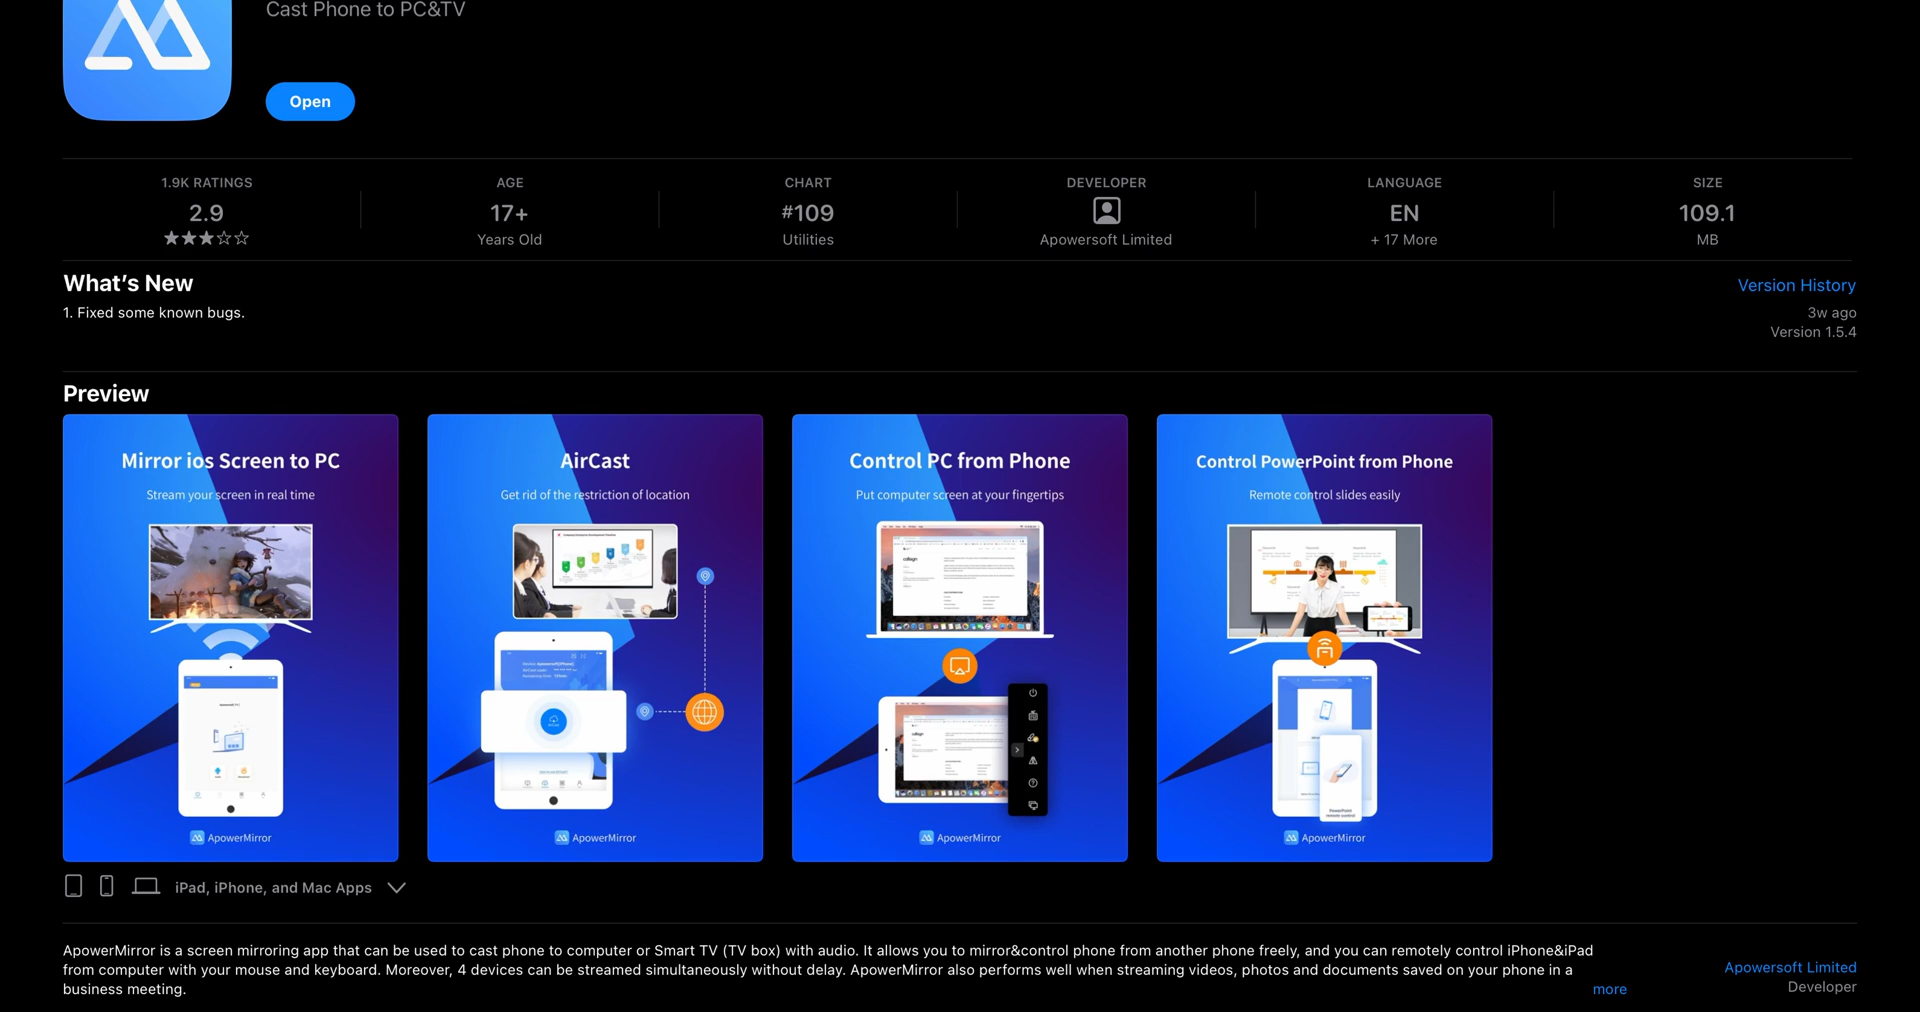 Cast Phone to PC&TV
Open
1.9K RATINGS
2.9
AGE
17+
Years Old
CHART
#109
Utilities
DEVELOPER
Apowersoft Limited
LANGUAGE
EN
+ 17 More
SIZE
109.1
MB
What's New
Version History
1. Fixed some known bugs.
3w ago
Version 1.5.4
Preview
Mirror ios Screen to PC
Stream your screen in real time
ApowerMirror
AirCast
Get rid of the restriction of location
ApowerMirror
Control PC from Phone
Put computer screen at your fingertips
ApowerMirror
Control PowerPoint from Phone
Remote control slides easily
PowerPoint
remote control
ApowerMirror
iPad, iPhone, and Mac Apps
ApowerMirror is a screen mirroring app that can be used to cast phone to computer or Smart TV (TV box) with audio. It allows you to mirror&control phone from another phone freely, and you can remotely control iPhone&iPad
from computer with your mouse and keyboard. Moreover, 4 devices can be streamed simultaneously without delay. ApowerMirror also performs well when streaming videos, photos and documents saved on your phone in a
business meeting.
more
Apowersoft Limited
Developer